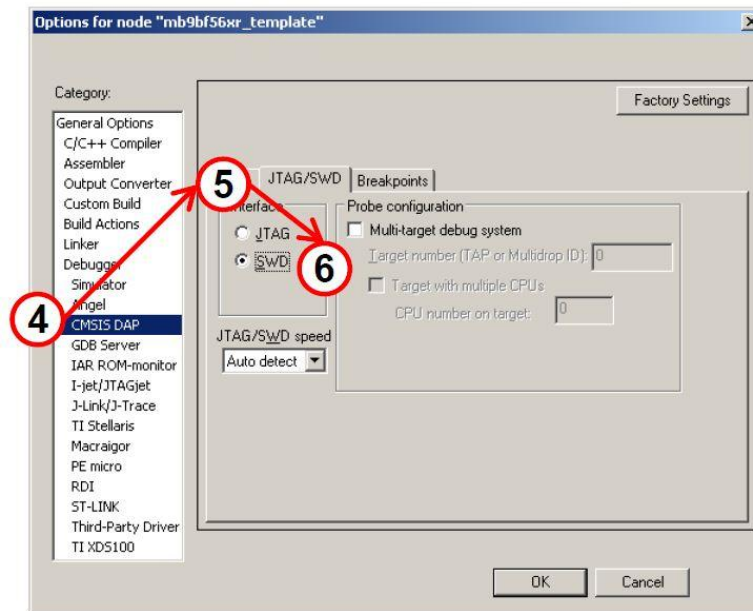 Options for node "mb9bf56xr_template"
Category:
Factory Settings
General Options
C/C++ Compiler
Assembler
Output Converter
Custom Build
Build Actions
Linker
Debugger
Simulator
Angel
CMSIS DAP
GDB Server
IAR ROM-monitor
I-jet/JTAGjet
J-Link/J-Trace
TI Stellaris
Macraigor
PE micro
RDI
ST-LINK
Third-Party Driver
TI XDS100
4
5
6
JTAG/SWD Breakpoints
Interface
JTAG
SWD
JTAG/SWD speed
Auto detect
Probe configuration
Multi-target debug system
Target number (TAP or Multidrop ID): 0
Target with multiple CPUs
CPU number on target: 0
OK Cancel